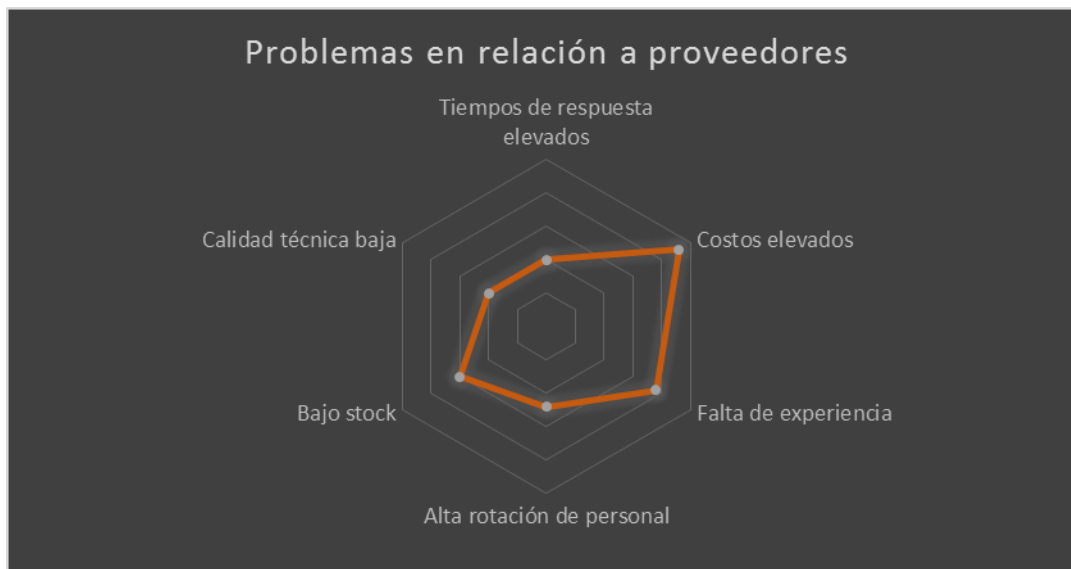 Problemas en relación a proveedores
Tiempos de respuesta
elevados
Calidad técnica baja
Costos elevados
Bajo stock
Falta de experiencia
Alta rotación de personal